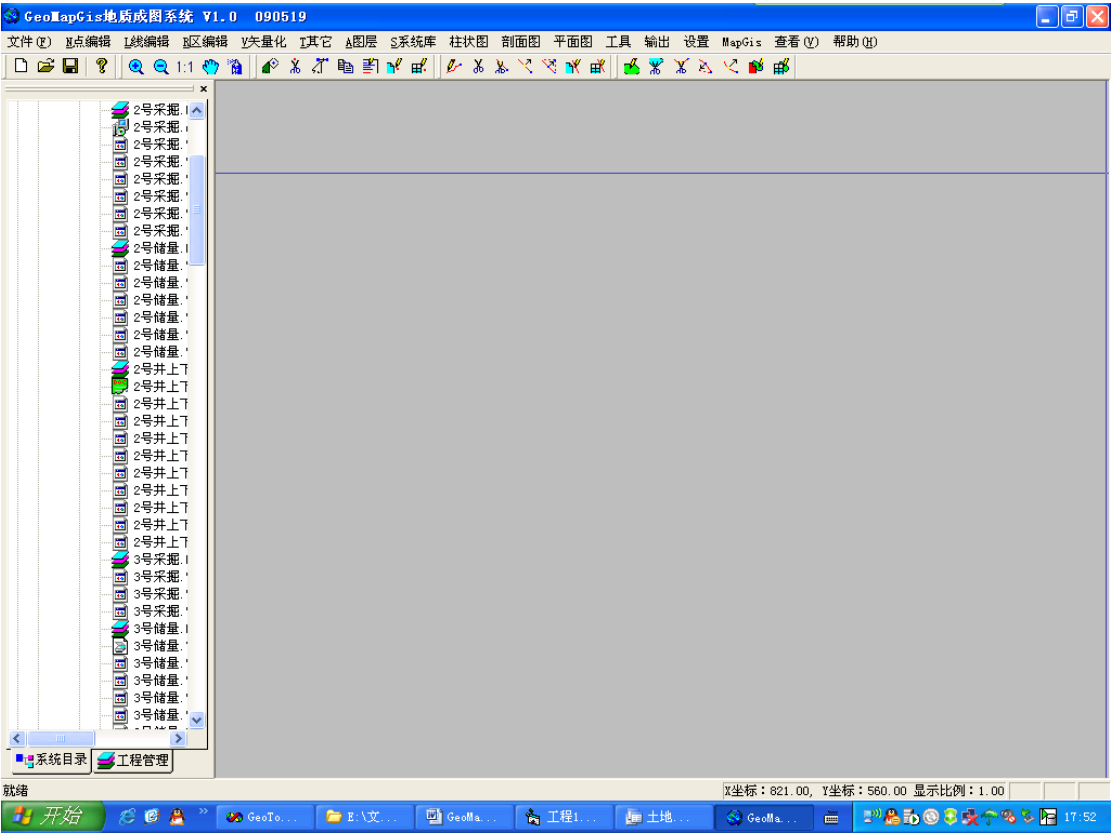 GeoMapGis地质成图系统 V1.0 090519
文件(F) N点编辑 L线编辑 R区编辑 V矢量化 T其它 A图层 S系统库 柱状图 剖面图 平面图 工具 输出 设置 MapGis 查看(V) 帮助(H)
1:1
2号采掘.
2号采掘.
2号采掘.
2号采掘.
2号采掘.
2号采掘.
2号采掘.
2号采掘.
2号储量.
2号储量.
2号储量.
2号储量.
2号储量.
2号储量.
2号储量.
2号井上下
2号井上下
2号井上下
2号井上下
2号井上下
2号井上下
2号井上下
2号井上下
2号井上下
2号井上下
2号井上下
3号采掘.
3号采掘.
3号采掘.
3号采掘.
3号储量.
3号储量.
3号储量.
3号储量.
3号储量.
3号储量.
系统目录 工程管理
就绪 X坐标：821.00, Y坐标：560.00 显示比例：1.00
开始 GeoTo... E:\文... GeoMa... 工程1... 土地... GeoMa... 17:52